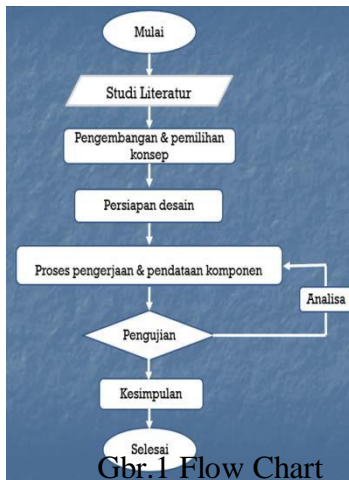 Mulai
Studi Literatur
Pengembangan & pemilihan
konsep
Persiapan desain
Proses pengerjaan & pendataan komponen
Analisa
Pengujian
Kesimpulan
Selesai
Gbr.1 Flow Chart